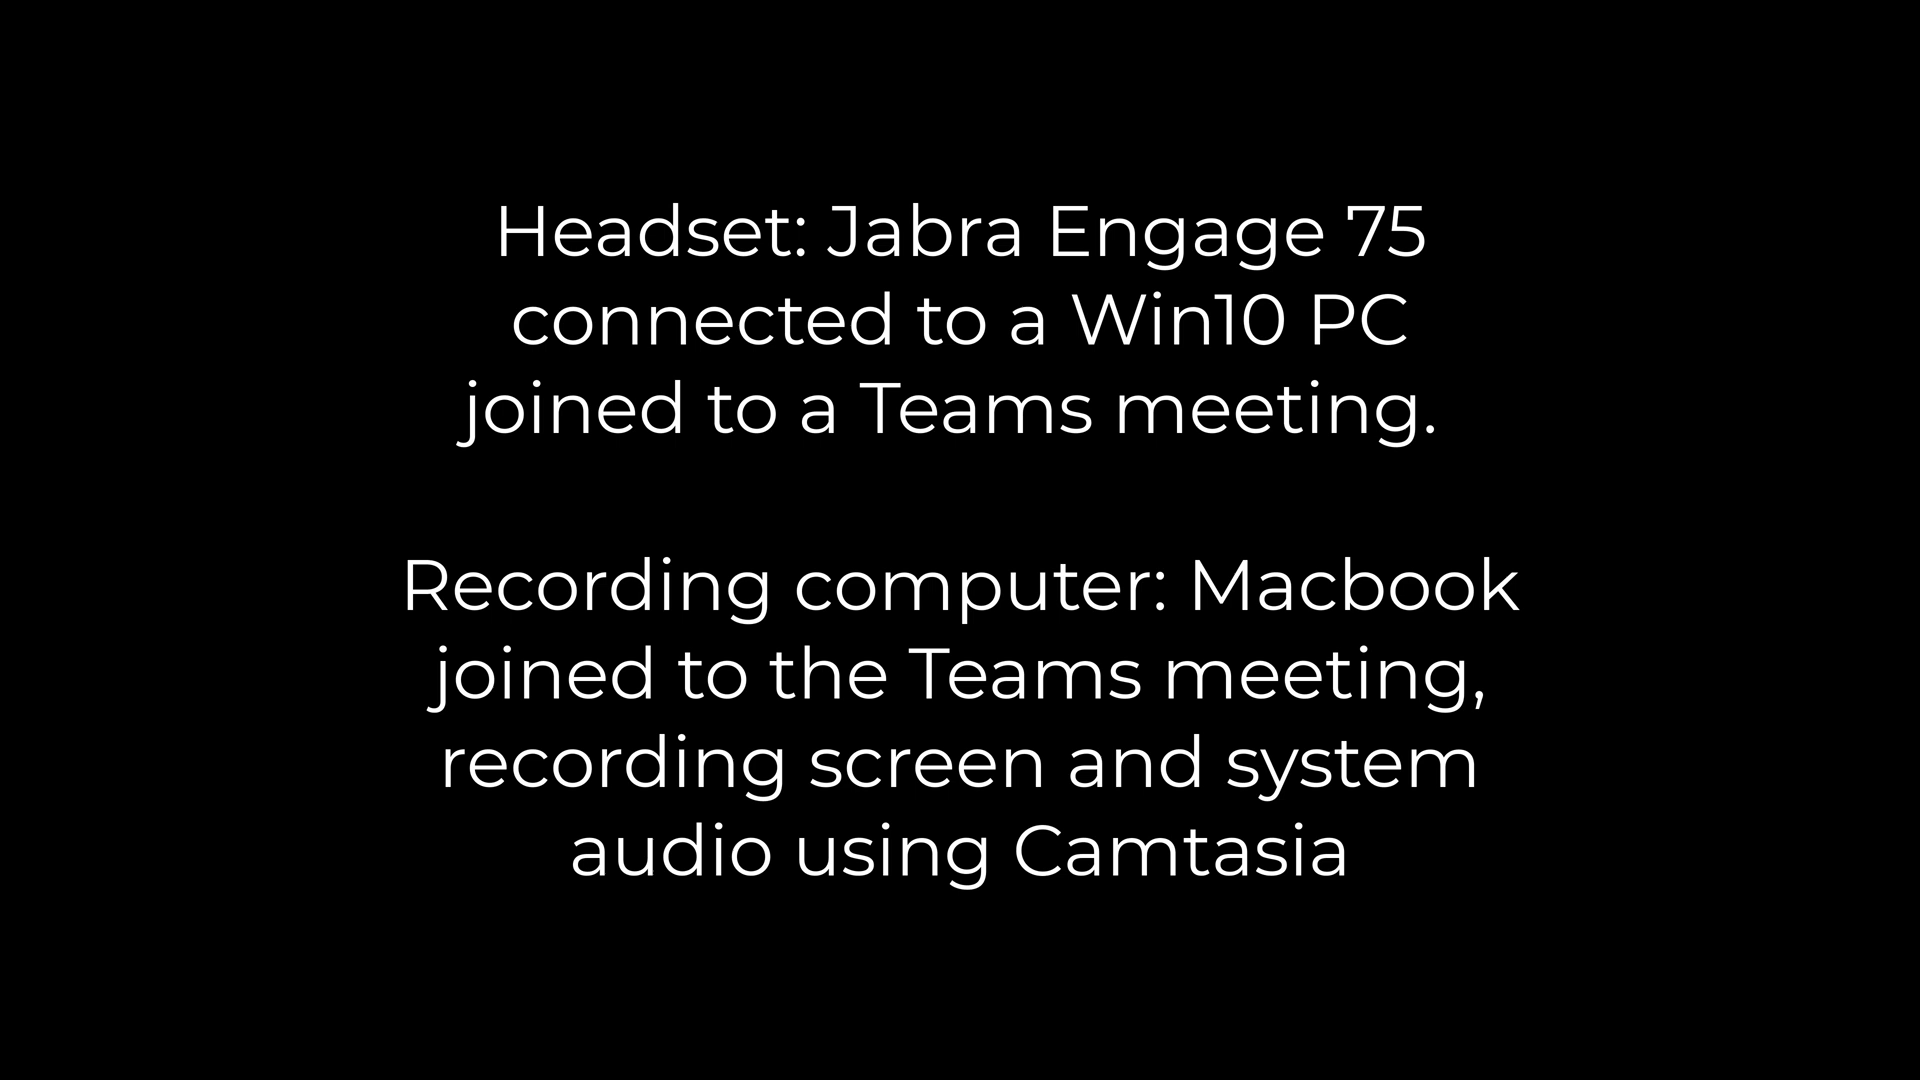 Headset: Jabra Engage 75
connected to a Win10 PC
joined to a Teams meeting.
Recording computer: Macbook
joined to the Teams meeting,
recording screen and system
audio using Camtasia